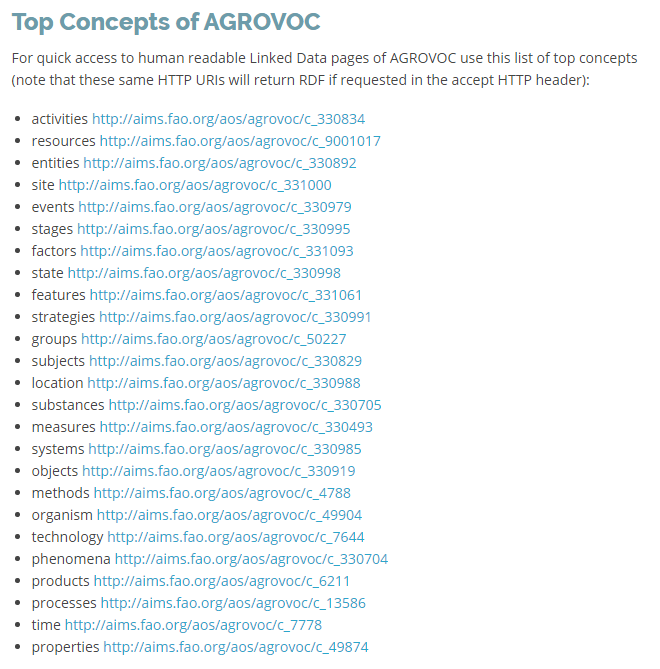 Top Concepts of AGROVOC
For quick access to human readable Linked Data pages of AGROVOC use this list of top concepts
(note that these same HTTP URIs will return RDF if requested in the accept HTTP header):
activities http://aims.fao.org/aos/agrovoc/c_330834
resources http://aims.fao.org/aos/agrovoc/c_9001017
entities http://aims.fao.org/aos/agrovoc/c_330892
site http://aims.fao.org/aos/agrovoc/c_331000
events http://aims.fao.org/aos/agrovoc/c_330979
stages http://aims.fao.org/aos/agrovoc/c_330995
factors http://aims.fao.org/aos/agrovoc/c_331093
state http://aims.fao.org/aos/agrovoc/c_330998
features http://aims.fao.org/aos/agrovoc/c_331061
strategies http://aims.fao.org/aos/agrovoc/c_330991
groups http://aims.fao.org/aos/agrovoc/c_50227
subjects http://aims.fao.org/aos/agrovoc/c_330829
location http://aims.fao.org/aos/agrovoc/c_330988
substances http://aims.fao.org/aos/agrovoc/c_330705
measures http://aims.fao.org/aos/agrovoc/c_330493
systems http://aims.fao.org/aos/agrovoc/c_330985
objects http://aims.fao.org/aos/agrovoc/c_330919
methods http://aims.fao.org/aos/agrovoc/c_4788
organism http://aims.fao.org/aos/agrovoc/c_49904
technology http://aims.fao.org/aos/agrovoc/c_7644
phenomena http://aims.fao.org/aos/agrovoc/c_330704
products http://aims.fao.org/aos/agrovoc/c_6211
processes http://aims.fao.org/aos/agrovoc/c_13586
time http://aims.fao.org/aos/agrovoc/c_7778
properties http://aims.fao.org/aos/agrovoc/c_49874